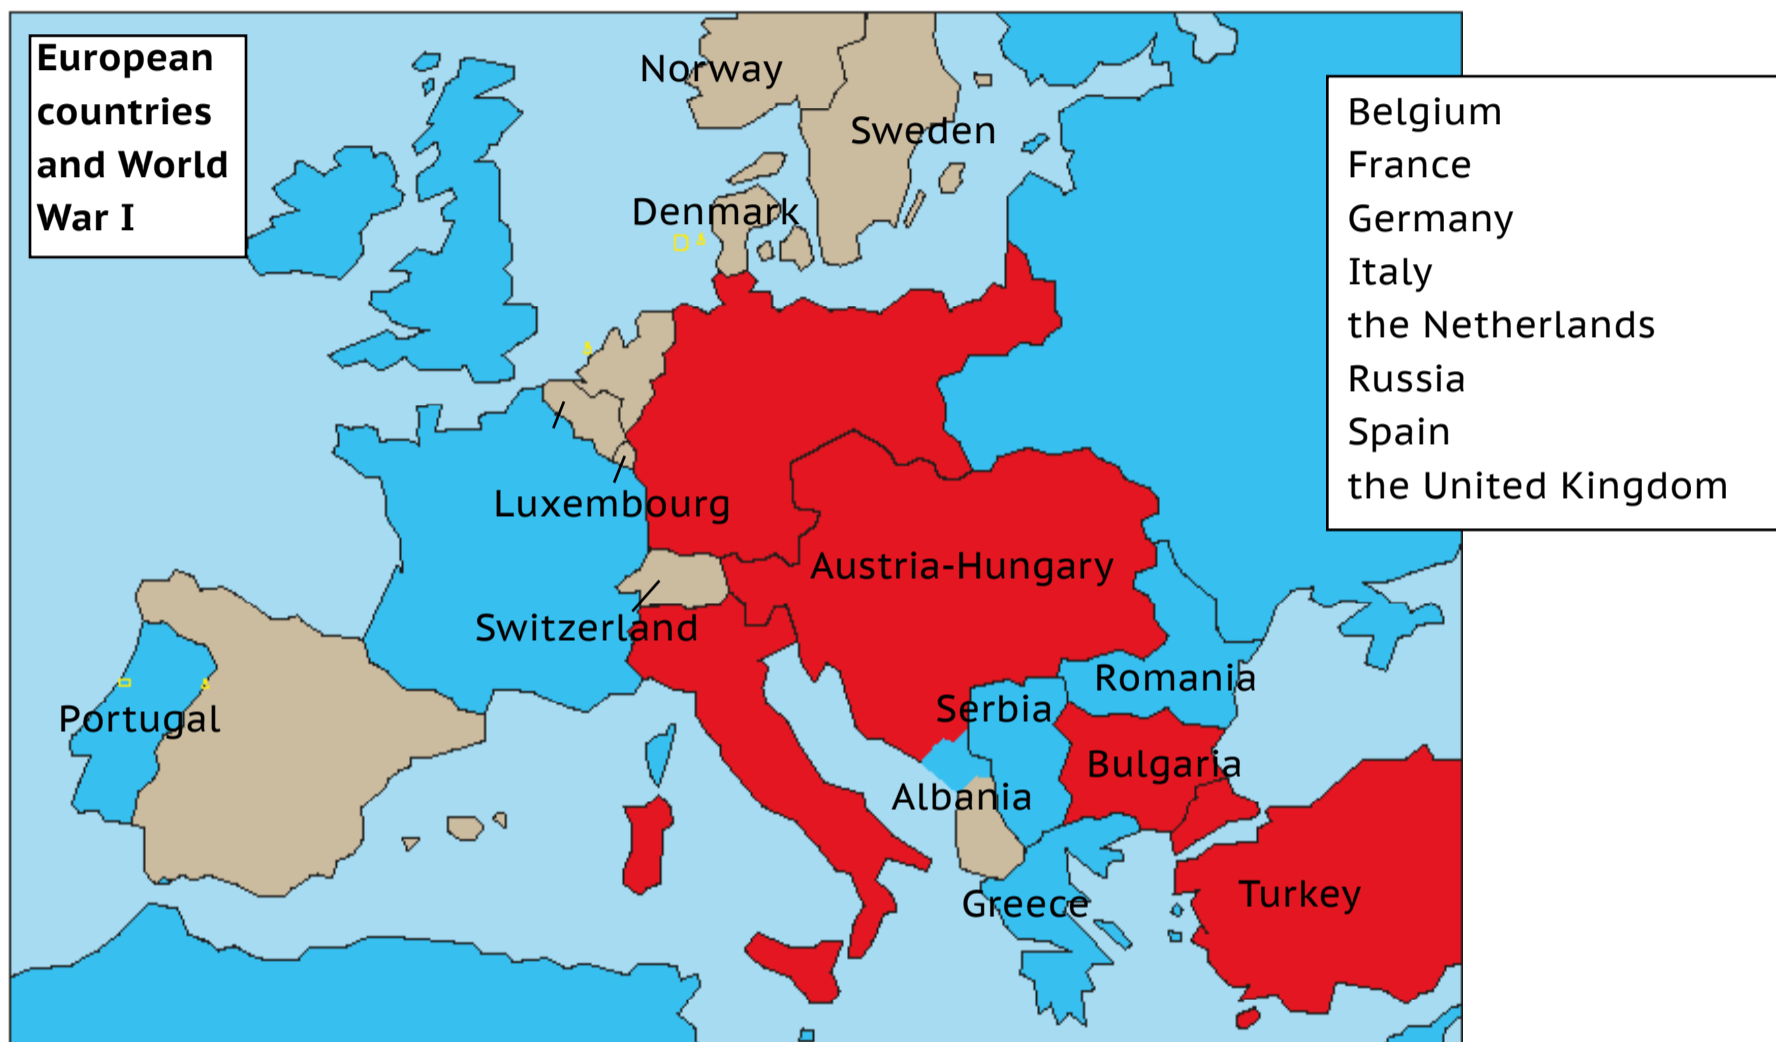 European
countries
and World
War I
Norway
Sweden
Denmark
Luxembourg
Austria-Hungary
Switzerland
Portugal
Romania
Serbia
Bulgaria
Albania
Turkey
Greece
Belgium
France
Germany
Italy
the Netherlands
Russia
Spain
the United Kingdom